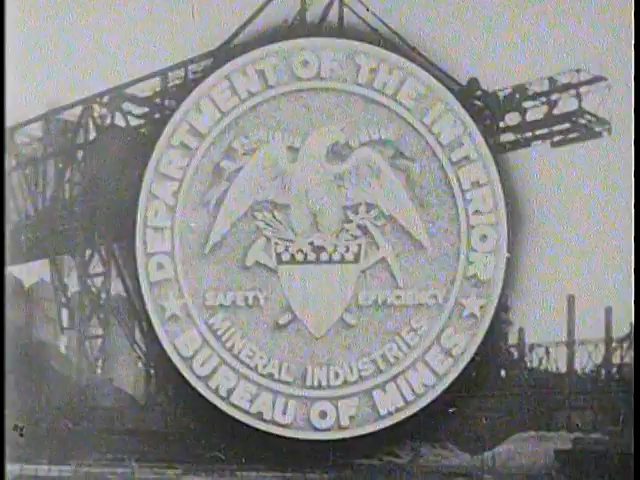 DEPARTMENT OF THE INTERIOR
SAFETY EFFICIENCY
MINERAL INDUSTRIES
BUREAU OF MINES